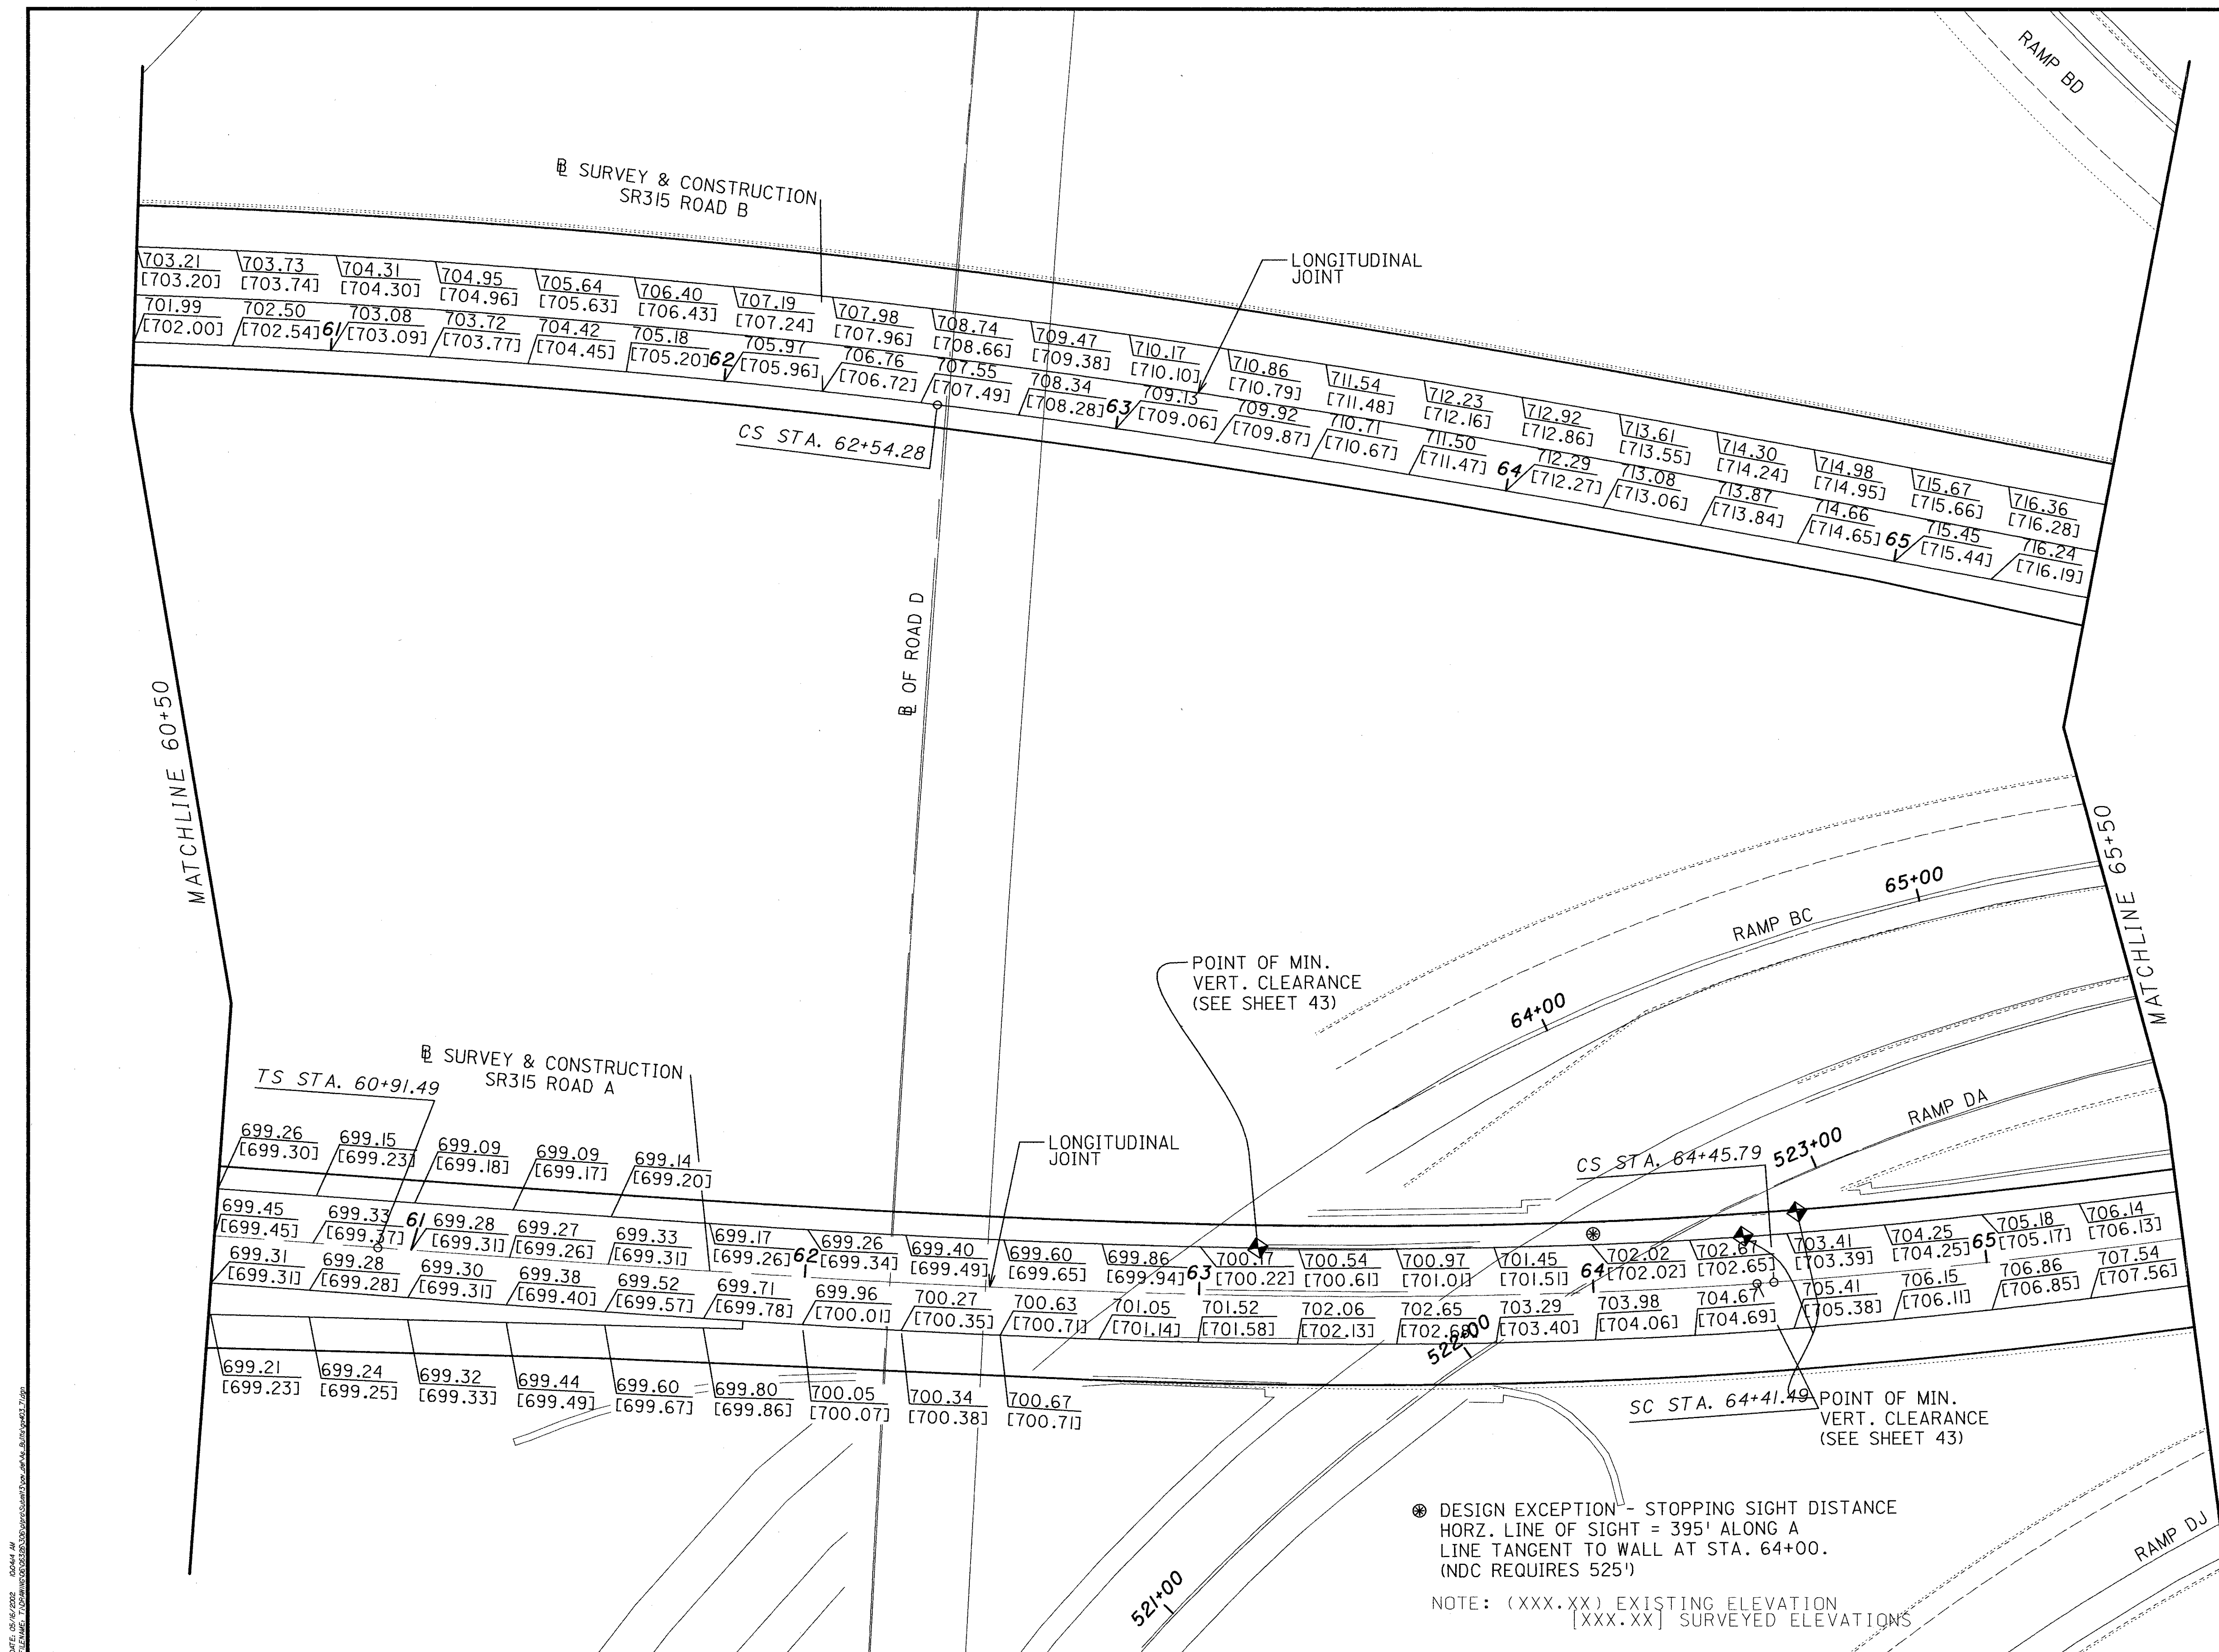 RAMP BD
℄ SURVEY & CONSTRUCTION
SR315 ROAD B
LONGITUDINAL
JOINT
703.21 703.73 704.31 704.95 705.64 706.40 707.19 707.98 708.74 709.47 710.17 710.86 711.54 712.23 712.92 713.61 714.30 714.98 715.67 716.36
[703.20] [703.74] [704.30] [704.96] [705.63] [706.43] [707.24] [707.96] [708.66] [709.38] [710.10] [710.79] [711.48] [712.16] [712.86] [713.55] [714.24] [714.95] [715.66] [716.28]
701.99 702.50 703.08 703.72 704.42 705.18 705.97 706.76 707.55 708.34 709.13 709.92 710.71 711.50 712.29 713.08 713.87 714.66 715.45 716.24
[702.00] [702.54] 61 [703.09] [703.77] [704.45] [705.20] 62 [705.96] [706.72] [707.49] [708.28] 63 [709.06] [709.87] [710.67] [711.47] 64 [712.27] [713.06] [713.84] [714.65] 65 [715.44] [716.19]
CS STA. 62+54.28
MATCHLINE 60+50
℄ OF ROAD D
MATCHLINE 65+50
65+00
RAMP BC
64+00
POINT OF MIN.
VERT. CLEARANCE
(SEE SHEET 43)
℄ SURVEY & CONSTRUCTION
SR315 ROAD A
TS STA. 60+91.49
LONGITUDINAL
JOINT
RAMP DA
523+00
CS STA. 64+45.79
699.26 699.15 699.09 699.09 699.14
[699.30] [699.23] [699.18] [699.17] [699.20]
699.45 699.33 699.28 699.27 699.33 699.17 699.26 699.40 699.60 699.86 700.17 700.54 700.97 701.45 702.02 702.67 703.41 704.25 705.18 706.14
[699.45] [699.37] 61 [699.31] [699.26] [699.31] [699.26] 62 [699.34] [699.49] [699.65] [699.94] 63 [700.22] [700.61] [701.01] [701.51] 64 [702.02] [702.65] [703.39] [704.25] 65 [705.17] [706.13]
699.31 699.28 699.30 699.38 699.52 699.71 699.96 700.27 700.63 701.05 701.52 702.06 702.65 703.29 703.98 704.67 705.41 706.15 706.86 707.54
[699.31] [699.28] [699.31] [699.40] [699.57] [699.78] [700.01] [700.35] [700.71] [701.14] [701.58] [702.13] [703.40] [704.06] [704.69] [705.38] [706.11] [706.85] [707.56]
522+00
699.21 699.24 699.32 699.44 699.60 699.80 700.05 700.34 700.67
[699.23] [699.25] [699.33] [699.49] [699.67] [699.86] [700.07] [700.38] [700.71]
SC STA. 64+41.49
POINT OF MIN.
VERT. CLEARANCE
(SEE SHEET 43)
DESIGN EXCEPTION - STOPPING SIGHT DISTANCE
HORZ. LINE OF SIGHT = 395' ALONG A
LINE TANGENT TO WALL AT STA. 64+00.
(NDC REQUIRES 525')
NOTE: (XXX.XX) EXISTING ELEVATION
[XXX.XX] SURVEYED ELEVATIONS
521+00
RAMP DJ
DATE: 05/16/2002